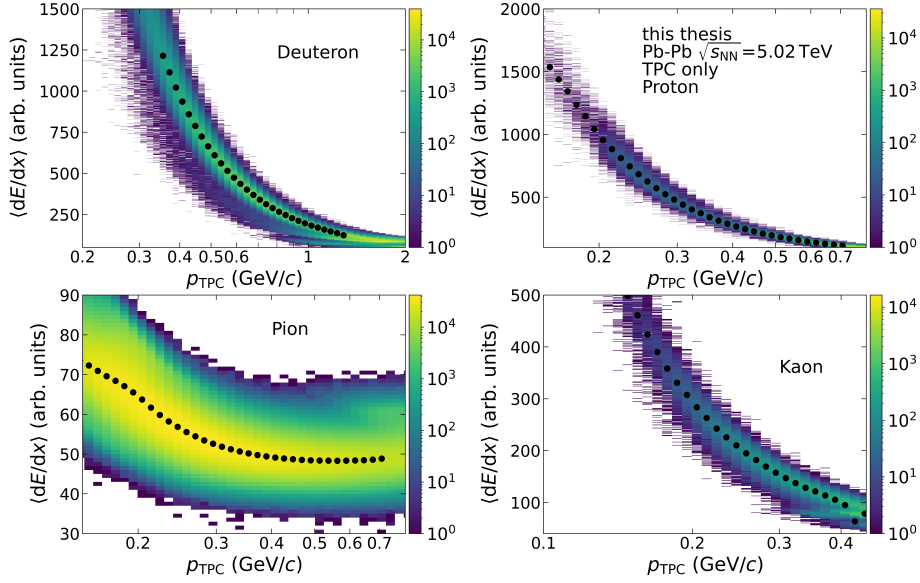 1500
1250
1000
750
500
250
⟨dE/dx⟩ (arb. units)
Deuteron
0.2 0.3 0.4 0.5 0.6 1 2
p_TPC (GeV/c)
10^4
10^3
10^2
10^1
10^0
2000
1500
1000
500
⟨dE/dx⟩ (arb. units)
this thesis
Pb-Pb √s_NN=5.02 TeV
TPC only
Proton
0.2 0.3 0.4 0.5 0.6 0.7
p_TPC (GeV/c)
10^4
10^3
10^2
10^1
10^0
90
80
70
60
50
40
30
⟨dE/dx⟩ (arb. units)
Pion
0.2 0.3 0.4 0.5 0.6 0.7
p_TPC (GeV/c)
10^4
10^3
10^2
10^1
10^0
500
400
300
200
100
⟨dE/dx⟩ (arb. units)
Kaon
0.1 0.2 0.3 0.4
p_TPC (GeV/c)
10^4
10^3
10^2
10^1
10^0